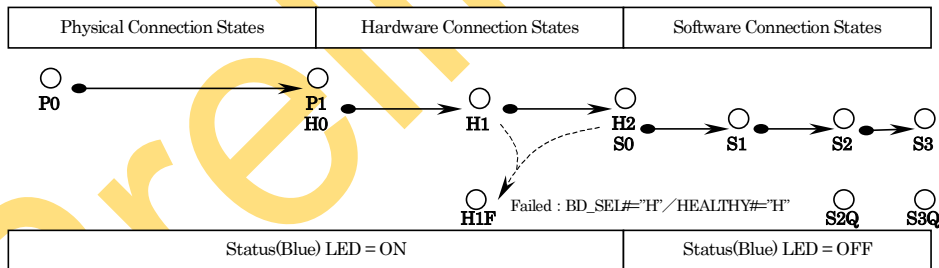 Physical Connection States
Hardware Connection States
Software Connection States
P0
P1
H0
H1
H2
S0
S1
S2
S3
H1F
Failed : BD_SEL#="H"/HEALTHY#="H"
S2Q
S3Q
Status(Blue) LED = ON
Status(Blue) LED = OFF